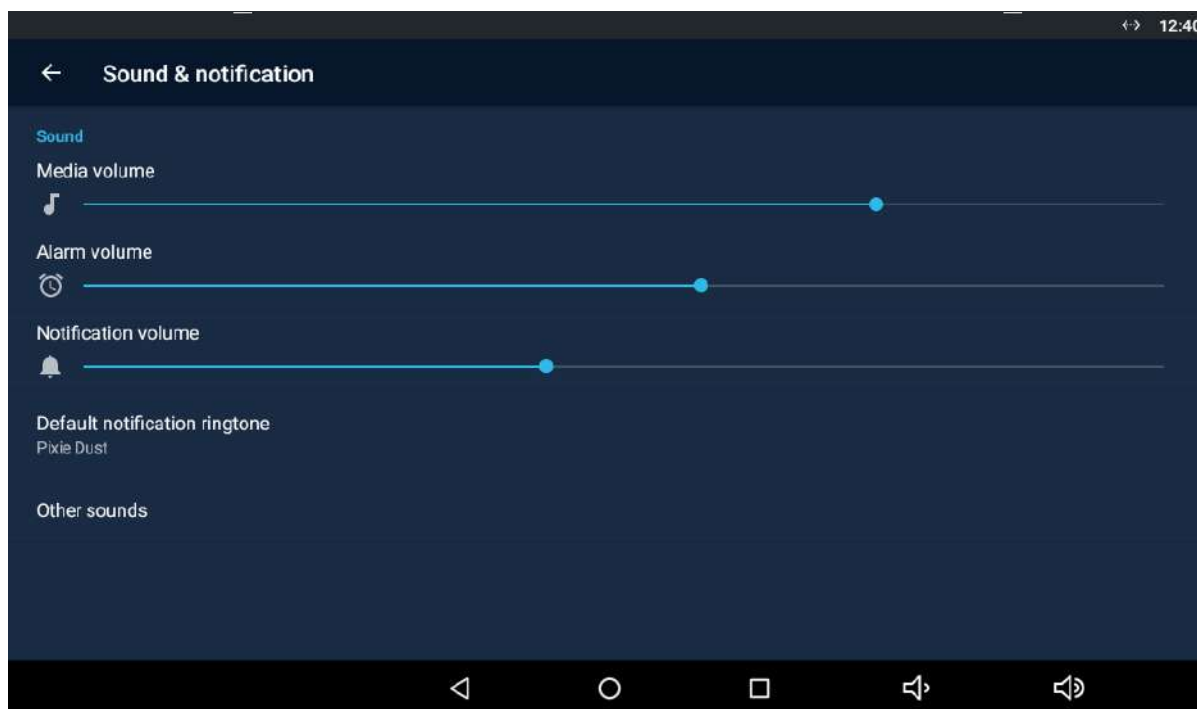 12:40
Sound & notification
Sound
Media volume
Alarm volume
Notification volume
Default notification ringtone
Pixie Dust
Other sounds